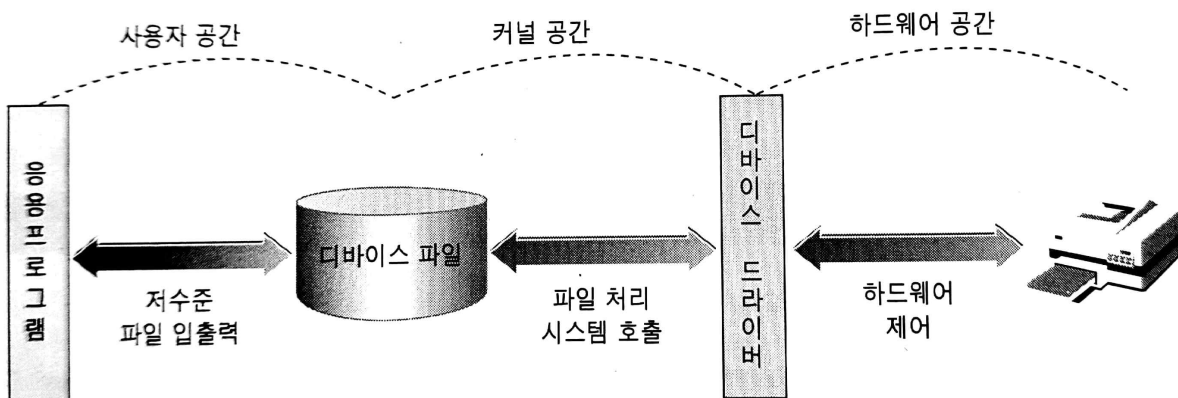 사용자 공간
커널 공간
하드웨어 공간
응용프로그램
디바이스 파일
디바이스 드라이버
저수준
파일 입출력
파일 처리
시스템 호출
하드웨어
제어